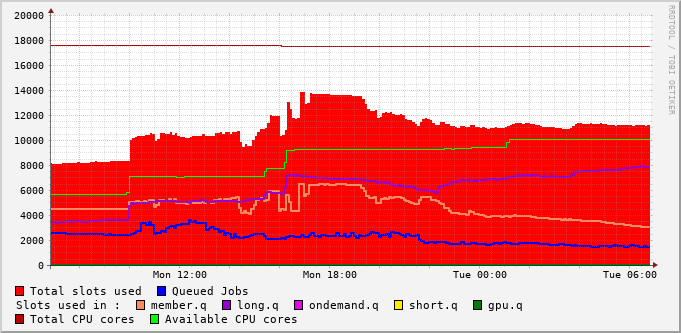 20000
18000
16000
14000
12000
10000
8000
6000
4000
2000
0
Mon 12:00 Mon 18:00 Tue 00:00 Tue 06:00
RRDTOOL / TOBI OETIKER
Total slots used Queued Jobs
Slots used in : member.q long.q ondemand.q short.q gpu.q
Total CPU cores Available CPU cores